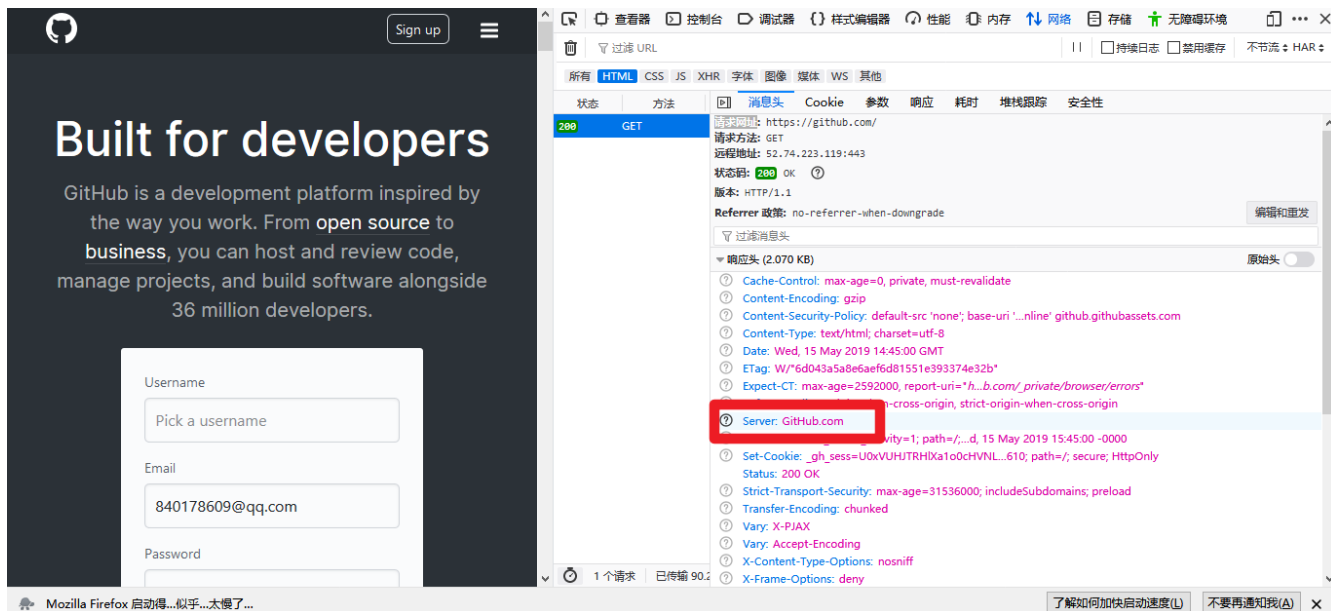 Sign up
Built for developers
GitHub is a development platform inspired by
the way you work. From open source to
business, you can host and review code,
manage projects, and build software alongside
36 million developers.
Username
Pick a username
Email
840178609@qq.com
Password
查看器 控制台 调试器 样式编辑器 性能 内存 网络 存储 无障碍环境
过滤 URL
持续日志 禁用缓存 不节流 HAR
所有 HTML CSS JS XHR 字体 图像 媒体 WS 其他
状态 方法
200 GET
消息头 Cookie 参数 响应 耗时 堆栈跟踪 安全性
请求网址: https://github.com/
请求方法: GET
远程地址: 52.74.223.119:443
状态码: 200 OK
版本: HTTP/1.1
Referrer 政策: no-referrer-when-downgrade
编辑和重发
过滤消息头
响应头 (2.070 KB)
原始头
Cache-Control: max-age=0, private, must-revalidate
Content-Encoding: gzip
Content-Security-Policy: default-src 'none'; base-uri '...nline' github.githubassets.com
Content-Type: text/html; charset=utf-8
Date: Wed, 15 May 2019 14:45:00 GMT
ETag: W/"6d043a5a8e6aef6d81551e393374e32b"
Expect-CT: max-age=2592000, report-uri="h...b.com/_private/browser/errors"
-cross-origin, strict-origin-when-cross-origin
Server: GitHub.com
vity=1; path=/;...d, 15 May 2019 15:45:00 -0000
Set-Cookie: _gh_sess=U0xVUHJTRHlXa1o0cHVNL...610; path=/; secure; HttpOnly
Status: 200 OK
Strict-Transport-Security: max-age=31536000; includeSubdomains; preload
Transfer-Encoding: chunked
Vary: X-PJAX
Vary: Accept-Encoding
X-Content-Type-Options: nosniff
X-Frame-Options: deny
1 个请求 已传输 90.2
Mozilla Firefox 启动得...似乎...太慢了...
了解如何加快启动速度(L) 不要再通知我(A)